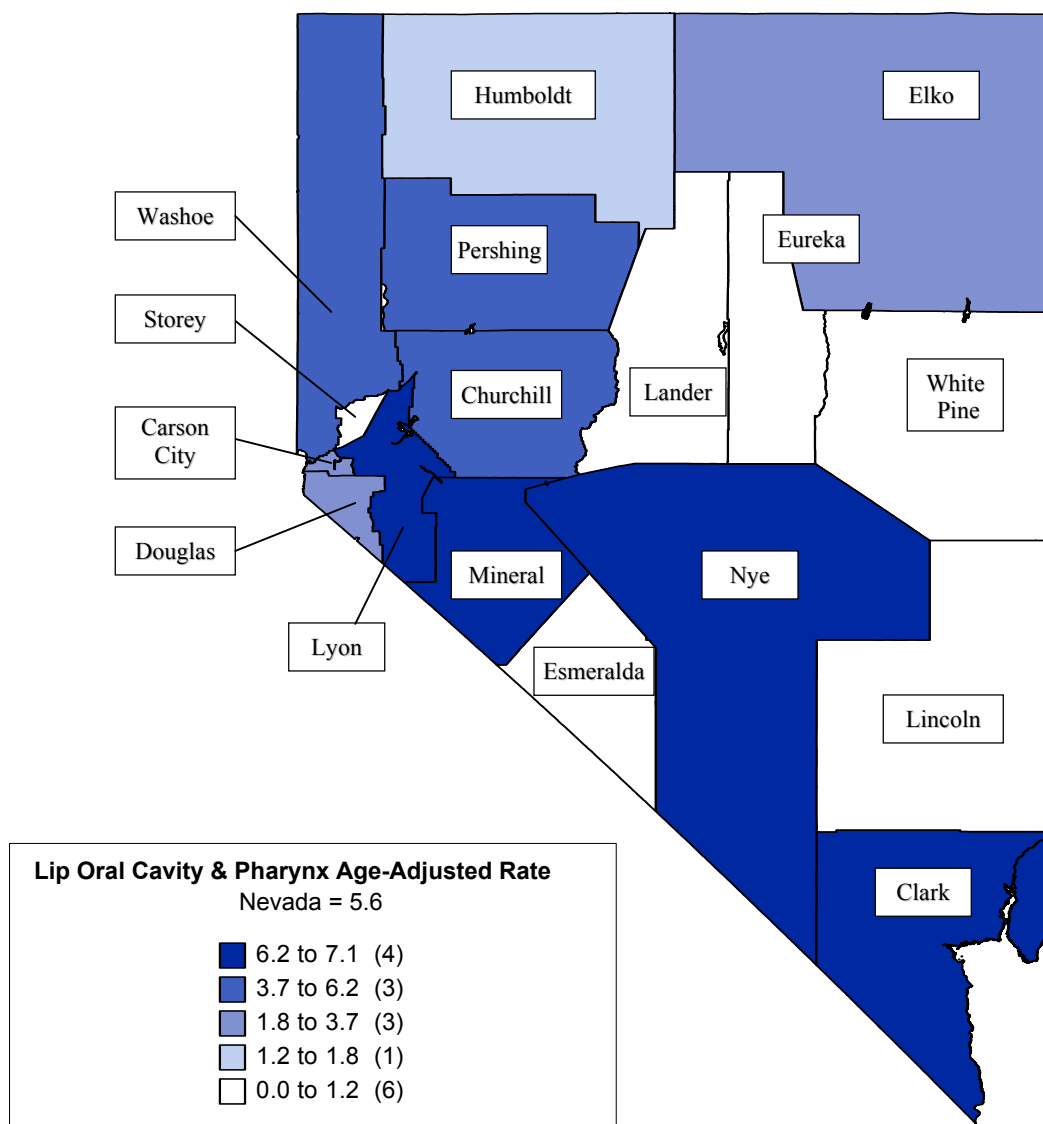 Humboldt
Elko
Washoe
Pershing
Eureka
Storey
Churchill
Lander
White
Pine
Carson
City
Douglas
Mineral
Nye
Lyon
Esmeralda
Lincoln
Clark
Lip Oral Cavity & Pharynx Age-Adjusted Rate
Nevada = 5.6
6.2 to 7.1 (4)
3.7 to 6.2 (3)
1.8 to 3.7 (3)
1.2 to 1.8 (1)
0.0 to 1.2 (6)